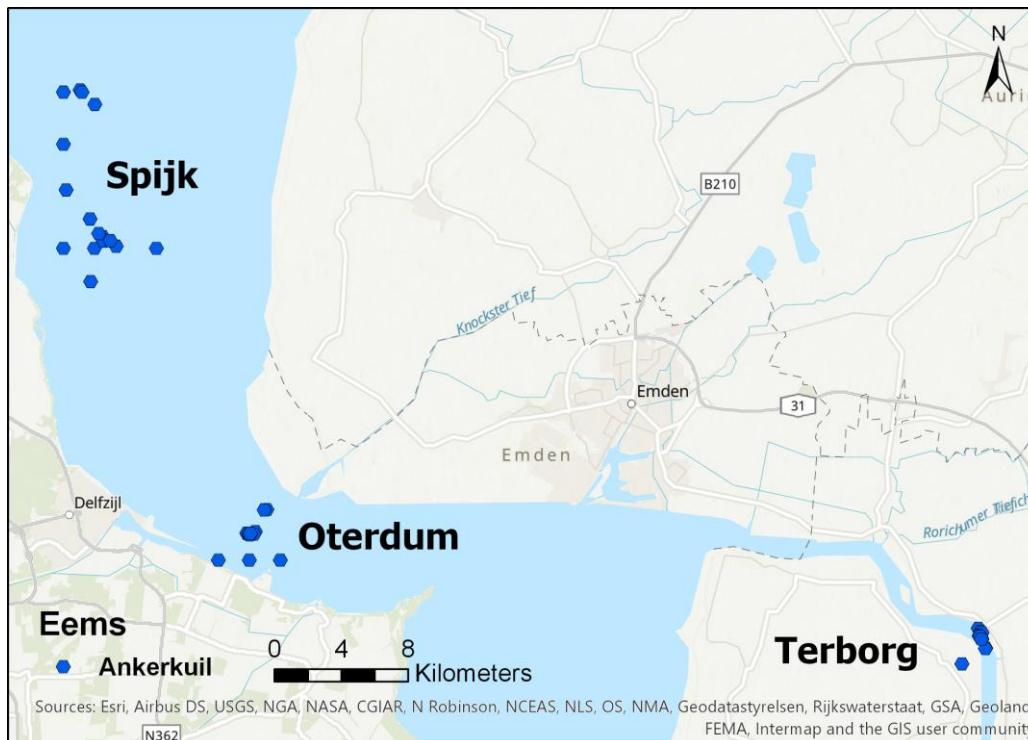 N
Auric
Spijk
B210
Knockster Tief
Emden
31
Emden
Delfzijl
Rorichumer Tief
Oterdum
Eems
Ankerkuil
0 4 8
Kilometers
Terborg
Sources: Esri, Airbus DS, USGS, NGA, NASA, CGIAR, N Robinson, NCEAS, NLS, OS, NMA, Geodatastyrelsen, Rijkswaterstaat, GSA, Geoland,
FEMA, Intermap and the GIS user community
N362